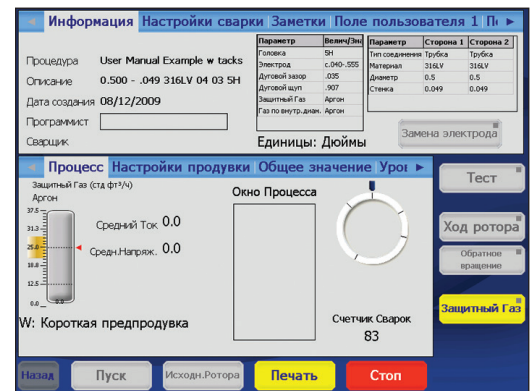 Информация Настройки сварки Заметки Поле пользователя 1
Процедура User Manual Example w tacks
Описание 0.500 - .049 316LV 04 03 5H
Дата создания 08/12/2009
Программист
Сварщик
Параметр Велич/Зна
Головка 5H
Электрод c.040-.555
Дуговой зазор .035
Дуговой щуп .907
Защитный Газ Аргон
Газ по внутр.диам. Аргон
Единицы: Дюймы
Параметр Сторона 1 Сторона 2
Тип соединения Трубка Трубка
Материал 316LV 316LV
Диаметр 0.5 0.5
Стенка 0.049 0.049
Замена электрода
Процесс Настройки продувки Общее значение
Защитный Газ (стд фт³/ч)
Аргон
37.5
31.3
25.0
18.8
12.5
0.0
0.0
Средний Ток 0.0
Средн.Напряж. 0.0
Окно Процесса
Счетчик Сварок
83
W: Короткая предпродувка
Тест
Ход ротора
Обратное
вращение
Защитный Газ
Назад Пуск Исходн.Ротора Печать Стоп